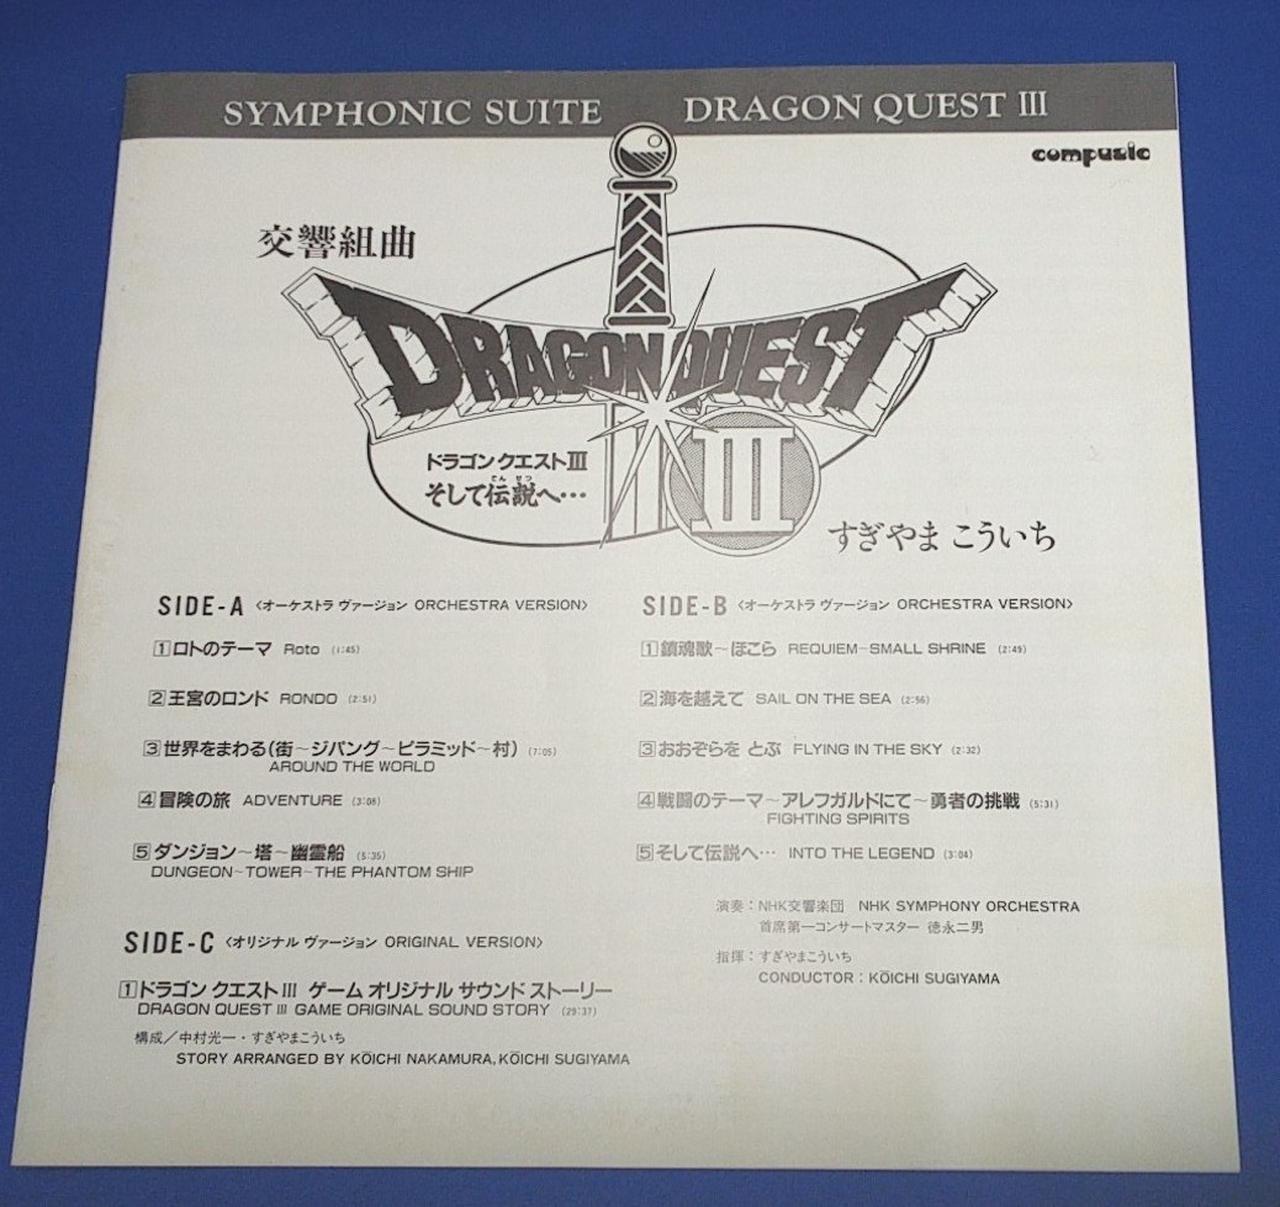 SYMPHONIC SUITE DRAGON QUEST III
compusic
交響組曲
DRAGON QUEST
III
ドラゴンクエストIII
でん せつ
そして伝説へ…
すぎやまこういち
SIDE-A 〈オーケストラ ヴァージョン ORCHESTRA VERSION〉
1 ロトのテーマ Roto (1:45)
2 王宮のロンド RONDO (2:51)
3 世界をまわる(街～ジパング～ピラミッド～村) (7:05)
AROUND THE WORLD
4 冒険の旅 ADVENTURE (3:08)
5 ダンジョン～塔～幽霊船 (5:35)
DUNGEON~TOWER~THE PHANTOM SHIP
SIDE-B 〈オーケストラ ヴァージョン ORCHESTRA VERSION〉
1 鎮魂歌～ほこら REQUIEM~SMALL SHRINE (2:49)
2 海を越えて SAIL ON THE SEA (2:56)
3 おおぞらを とぶ FLYING IN THE SKY (2:32)
4 戦闘のテーマ～アレフガルドにて～勇者の挑戦 (5:31)
FIGHTING SPIRITS
5 そして伝説へ… INTO THE LEGEND (3:04)
演奏：NHK交響楽団 NHK SYMPHONY ORCHESTRA
首席第一コンサートマスター 徳永二男
指揮：すぎやまこういち
CONDUCTOR : KŌICHI SUGIYAMA
SIDE-C 〈オリジナル ヴァージョン ORIGINAL VERSION〉
1 ドラゴン クエストIII ゲーム オリジナル サウンド ストーリー
DRAGON QUEST III GAME ORIGINAL SOUND STORY (29:37)
構成／中村光一・すぎやまこういち
STORY ARRANGED BY KŌICHI NAKAMURA, KŌICHI SUGIYAMA